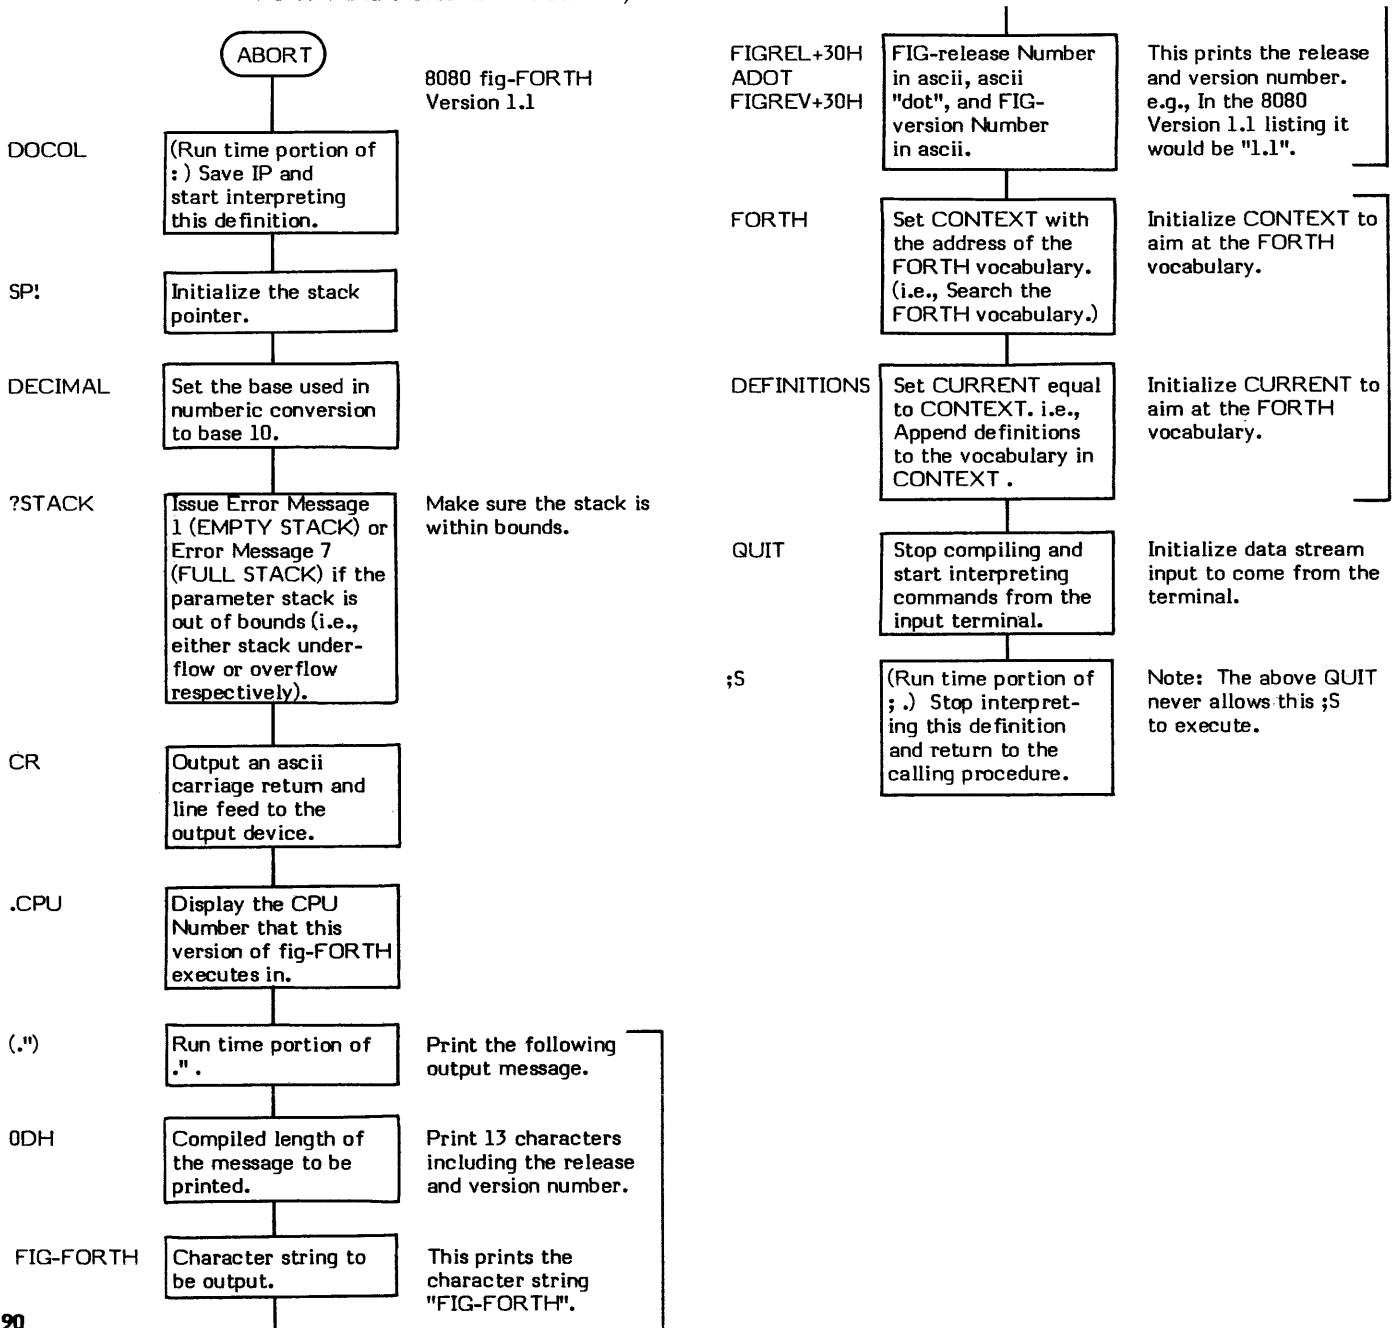 ABORT
8080 fig-FORTH
Version 1.1
DOCOL
(Run time portion of
: ) Save IP and
start interpreting
this definition.
SP!
Initialize the stack
pointer.
DECIMAL
Set the base used in
numberic conversion
to base 10.
?STACK
Issue Error Message
1 (EMPTY STACK) or
Error Message 7
(FULL STACK) if the
parameter stack is
out of bounds (i.e.,
either stack under-
flow or overflow
respectively).
Make sure the stack is
within bounds.
CR
Output an ascii
carriage return and
line feed to the
output device.
.CPU
Display the CPU
Number that this
version of fig-FORTH
executes in.
(.")
Run time portion of
." .
Print the following
output message.
0DH
Compiled length of
the message to be
printed.
Print 13 characters
including the release
and version number.
FIG-FORTH
Character string to
be output.
This prints the
character string
"FIG-FORTH".
90
FIGREL+30H
ADOT
FIGREV+30H
FIG-release Number
in ascii, ascii
"dot", and FIG-
version Number
in ascii.
This prints the release
and version number.
e.g., In the 8080
Version 1.1 listing it
would be "1.1".
FORTH
Set CONTEXT with
the address of the
FORTH vocabulary.
(i.e., Search the
FORTH vocabulary.)
Initialize CONTEXT to
aim at the FORTH
vocabulary.
DEFINITIONS
Set CURRENT equal
to CONTEXT. i.e.,
Append definitions
to the vocabulary in
CONTEXT .
Initialize CURRENT to
aim at the FORTH
vocabulary.
QUIT
Stop compiling and
start interpreting
commands from the
input terminal.
Initialize data stream
input to come from the
terminal.
;S
(Run time portion of
; .) Stop interpret-
ing this definition
and return to the
calling procedure.
Note: The above QUIT
never allows this ;S
to execute.